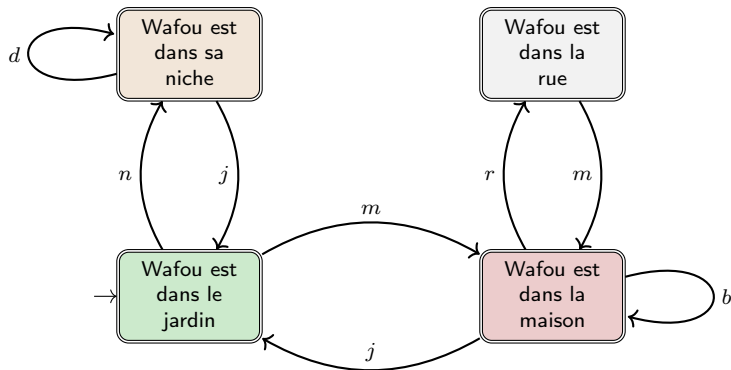 Wafou est
dans sa
niche
Wafou est
dans la
rue
d
n
j
r
m
m
Wafou est
dans le
jardin
Wafou est
dans la
maison
b
j